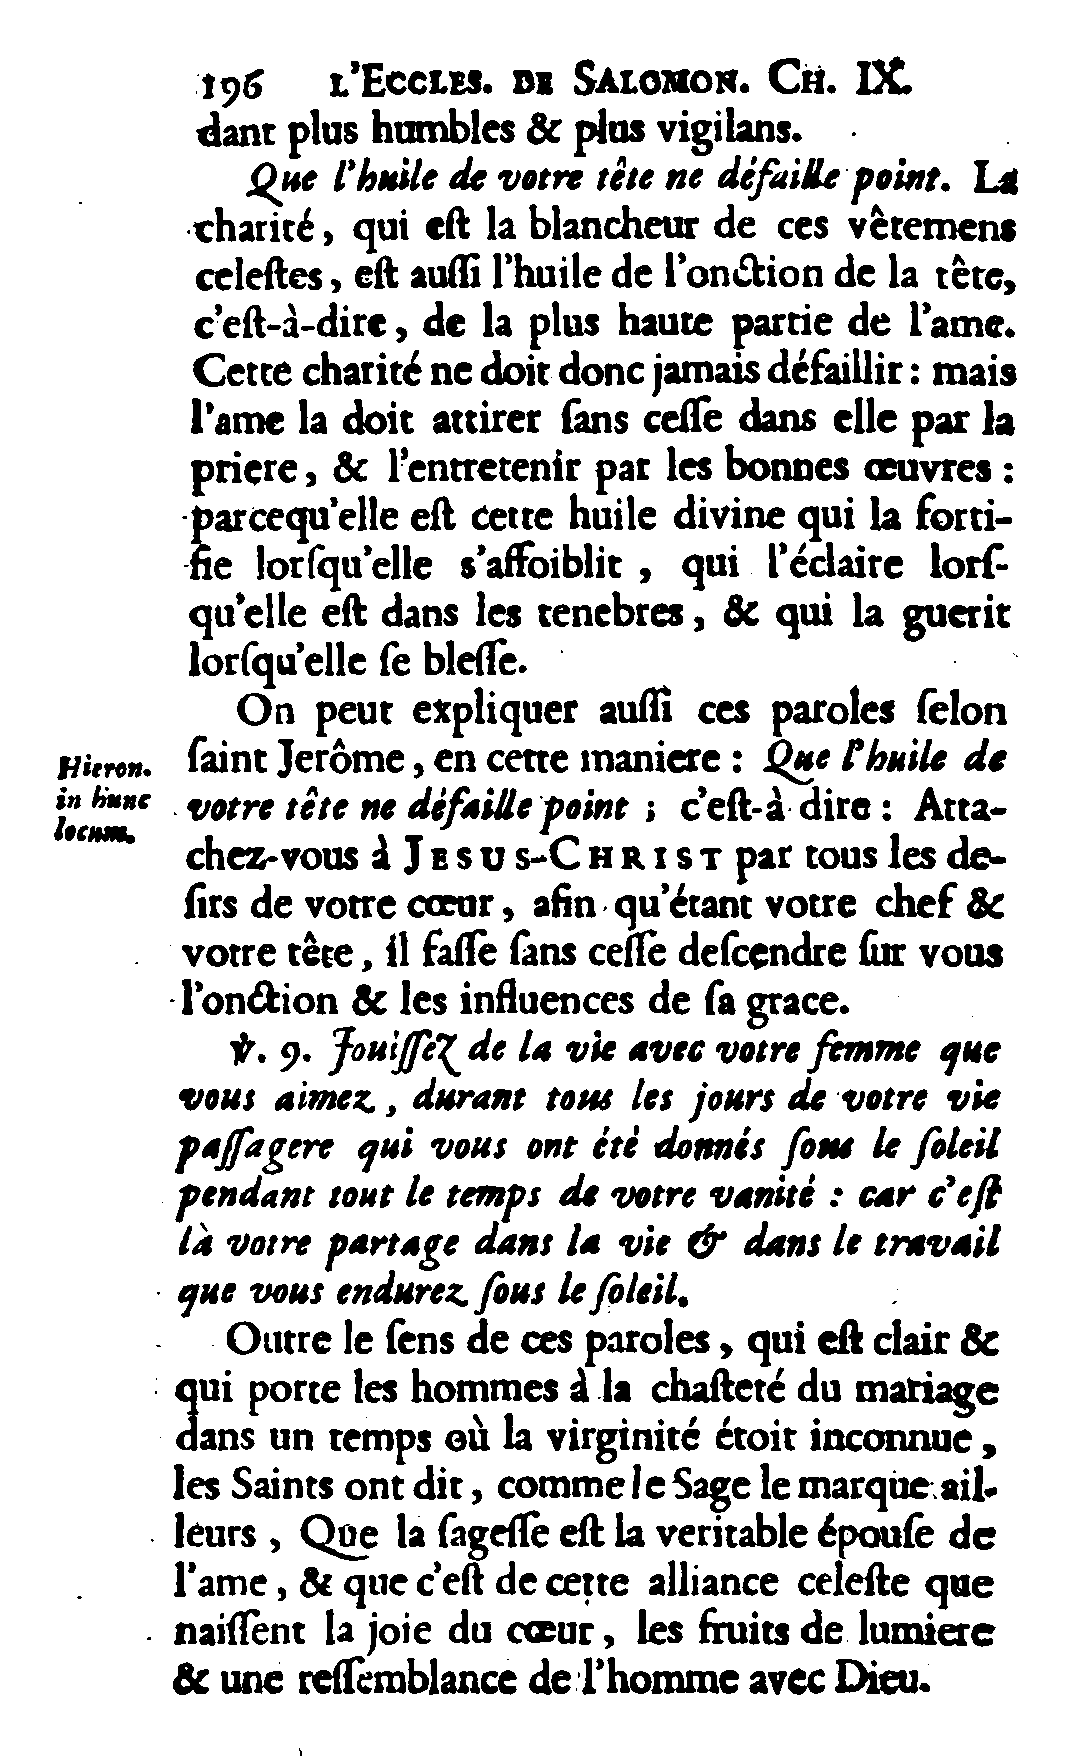 196 L'ECCLES. DE SALOMON. CH. IX.
dant plus humbles & plus vigilans.
Que l'huile de votre tête ne défaille point. La
charité, qui eſt la blancheur de ces vêtemens
celeſtes, eſt auſſi l'huile de l'onction de la tête,
c'eſt-à-dire, de la plus haute partie de l'ame.
Cette charité ne doit donc jamais défaillir : mais
l'ame la doit attirer ſans ceſſe dans elle par la
priere, & l'entretenir par les bonnes œuvres :
parcequ'elle eſt cette huile divine qui la forti-
fie lorſqu'elle s'affoiblit, qui l'éclaire lorſ-
qu'elle eſt dans les tenebres, & qui la guerit
lorſqu'elle ſe bleſſe.
On peut expliquer auſſi ces paroles ſelon
ſaint Jerôme, en cette maniere : Que l'huile de
Hieron.
in hunc
locum.
votre tête ne défaille point ; c'eſt-à-dire : Atta-
chez-vous à JESUS-CHRIST par tous les de-
ſirs de votre cœur, afin qu'étant votre chef &
votre tête, il faſſe ſans ceſſe deſcendre ſur vous
l'onction & les influences de ſa grace.
℣. 9. Jouiſſez de la vie avec votre femme que
vous aimez, durant tous les jours de votre vie
paſſagere qui vous ont été donnés ſous le ſoleil
pendant tout le temps de votre vanité : car c'eſt
là votre partage dans la vie & dans le travail
que vous endurez ſous le ſoleil.
Outre le ſens de ces paroles, qui eſt clair &
qui porte les hommes à la chaſteté du mariage
dans un temps où la virginité étoit inconnue,
les Saints ont dit, comme le Sage le marque ail-
leurs, Que la ſageſſe eſt la veritable épouſe de
l'ame, & que c'eſt de cette alliance celeſte que
naiſſent la joie du cœur, les fruits de lumiere
& une reſſemblance de l'homme avec Dieu.